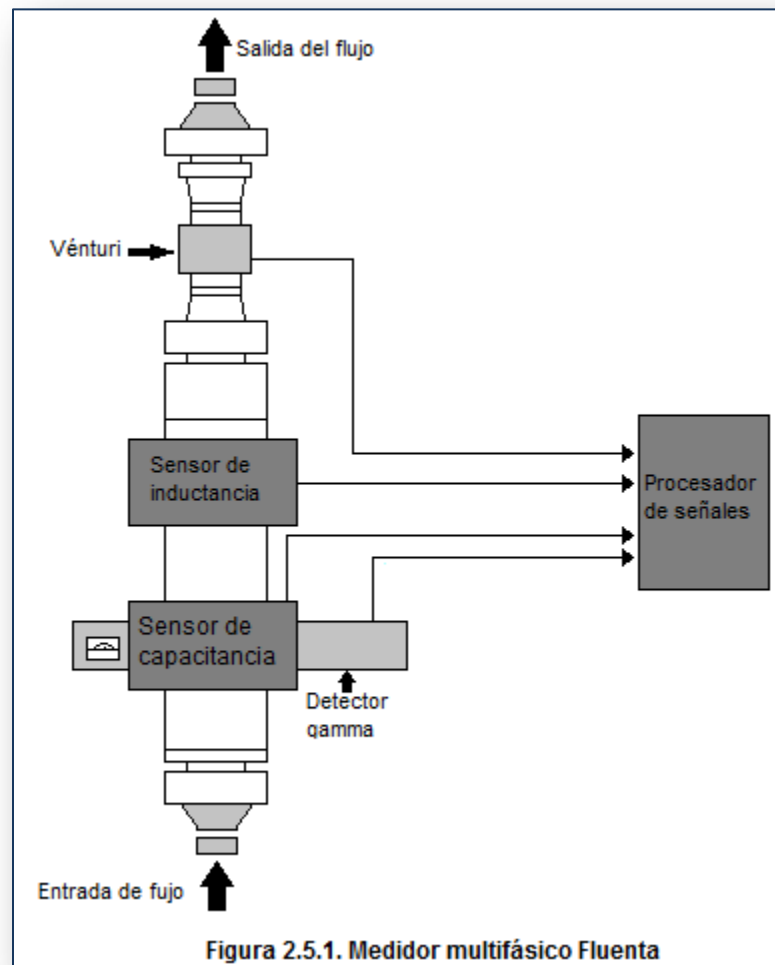 Salida del flujo
Vénturi
Sensor de
inductancia
Procesador
de señales
Sensor de
capacitancia
Detector
gamma
Entrada de fujo
Figura 2.5.1. Medidor multifásico Fluenta